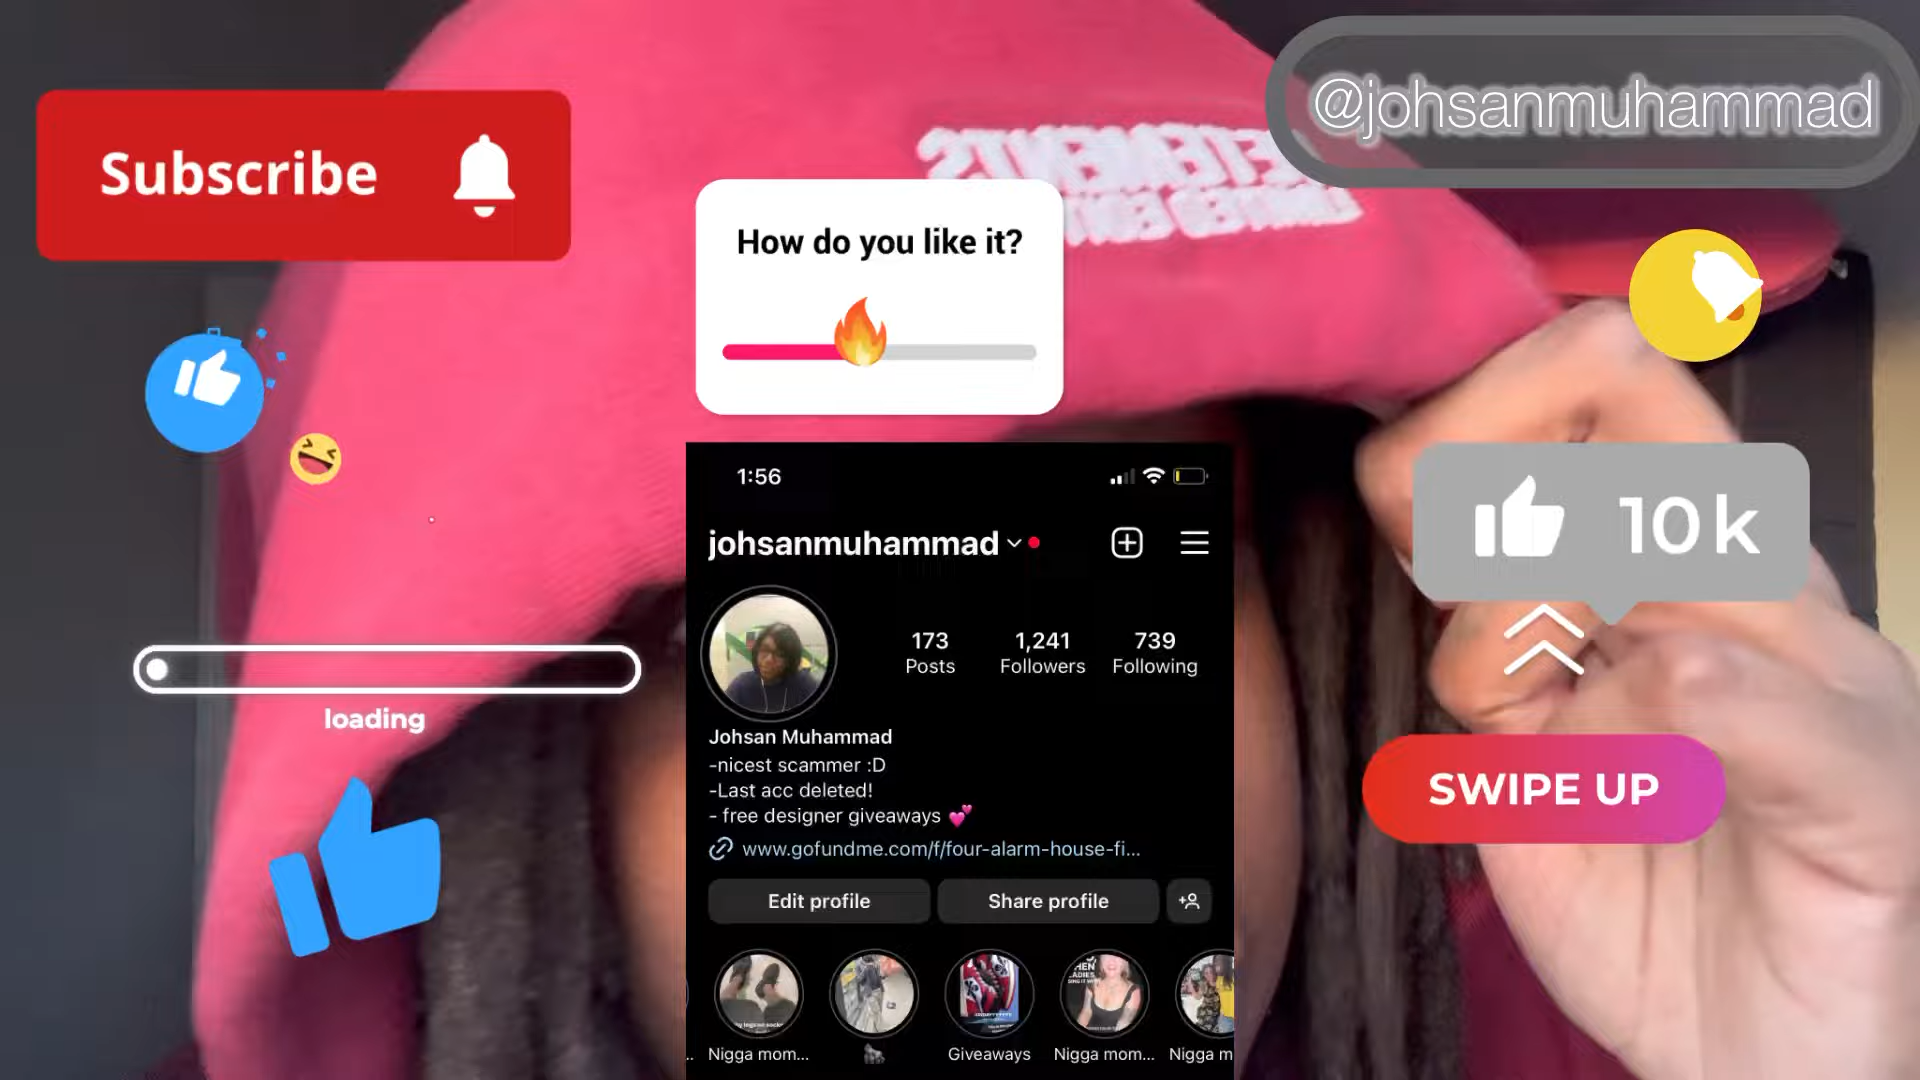 Subscribe
@johsanmuhammad
How do you like it?
10k
loading
SWIPE UP
1:56
johsanmuhammad
173
1,241
739
Posts
Followers
Following
Johsan Muhammad
-nicest scammer :D
-Last acc deleted!
- free designer giveaways 💕
www.gofundme.com/f/four-alarm-house-fi...
Edit profile
Share profile
Nigga mom...
Giveaways
Nigga mom...
Nigga m